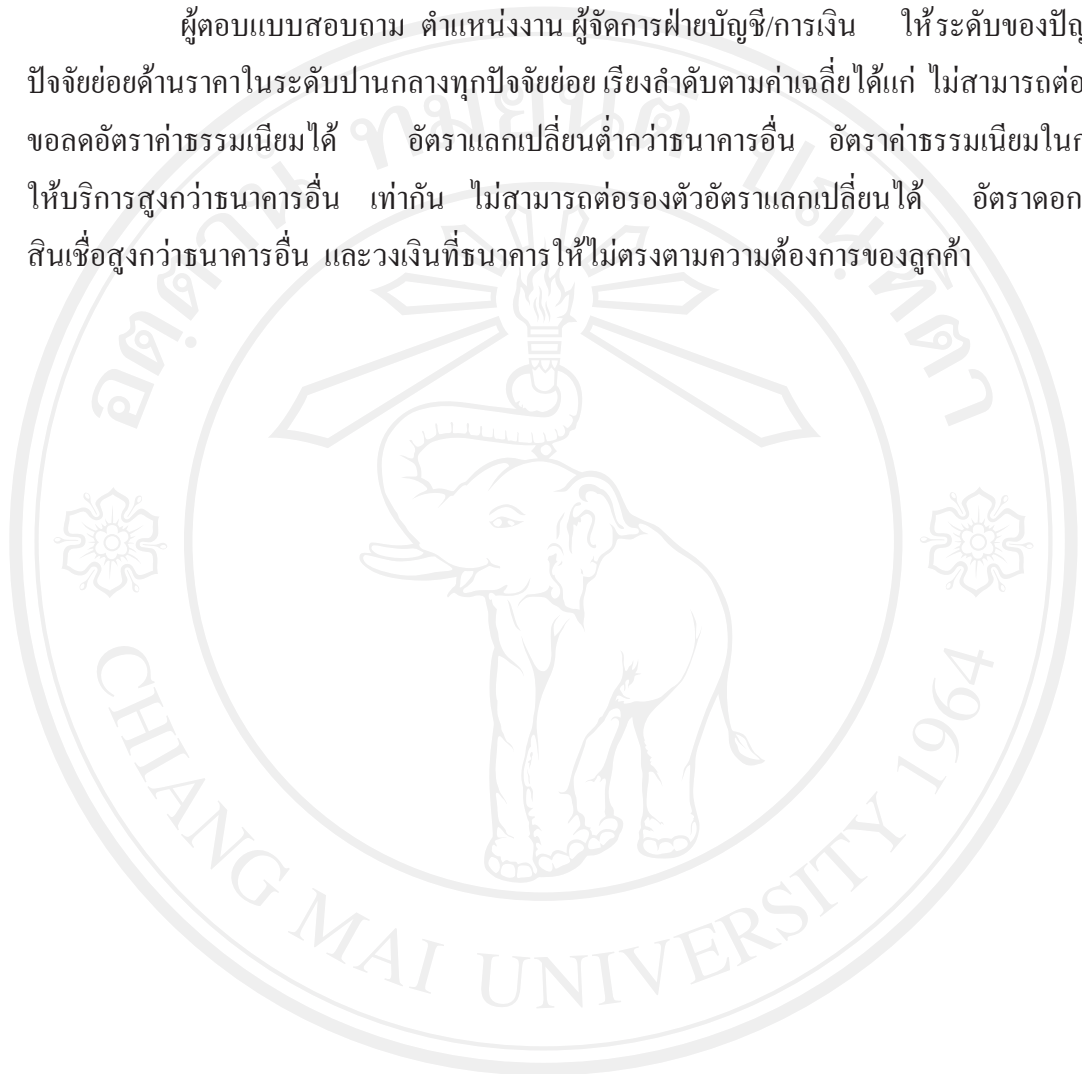 ผู้ตอบแบบสอบถาม ตำแหน่งงาน ผู้จัดการฝ่ายบัญชี/การเงิน ให้ระดับของ
ปัจจัยย่อยด้านราคาในระดับปานกลางทุกปัจจัยย่อย เรียงลำดับตามค่าเฉลี่ยได้แก่ ไม่สามารถต่อ
ขอลดอัตราค่าธรรมเนียมได้ อัตราแลกเปลี่ยนต่ำกว่าธนาคารอื่น อัตราค่าธรรมเนียมใน
ให้บริการสูงกว่าธนาคารอื่น เท่ากัน ไม่สามารถต่อรองตัวอัตราแลกเปลี่ยนได้ อัตราดอก
สินเชื่อสูงกว่าธนาคารอื่น และวงเงินที่ธนาคารให้ไม่ตรงตามความต้องการของลูกค้า
CHIANG MAI UNIVERSITY 1964